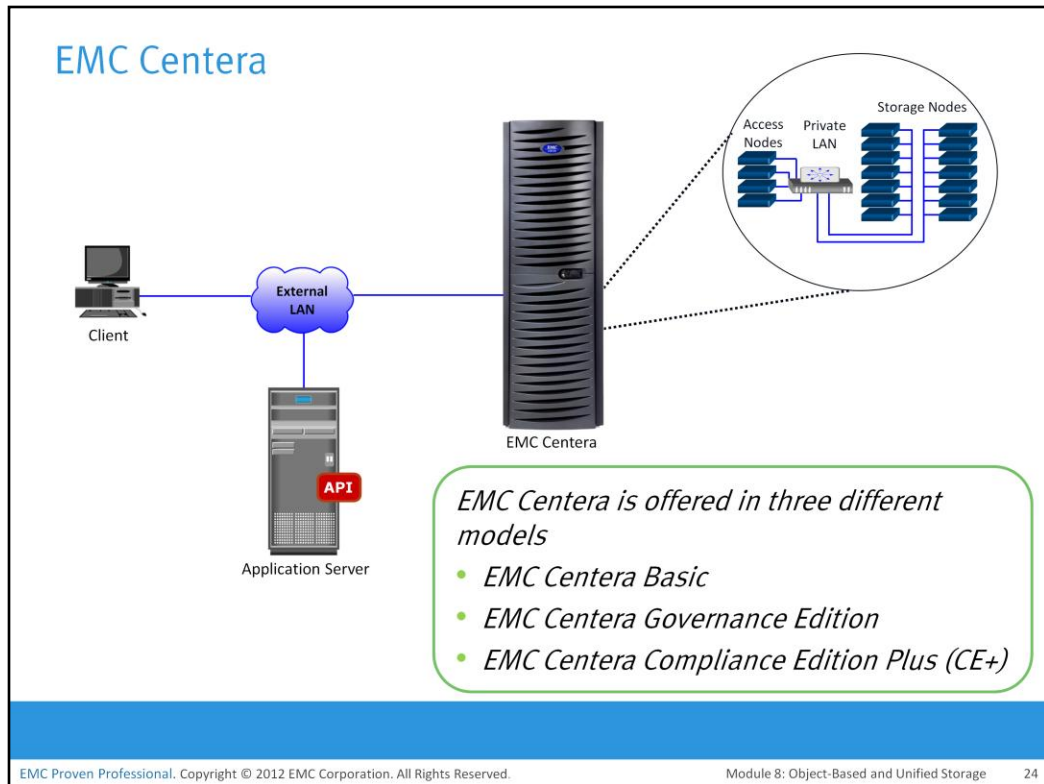 EMC Centera
Access
Nodes
Private
LAN
Storage Nodes
EMC
External
LAN
Client
EMC Centera
API
Application Server
EMC Centera is offered in three different
models
• EMC Centera Basic
• EMC Centera Governance Edition
• EMC Centera Compliance Edition Plus (CE+)
EMC Proven Professional. Copyright © 2012 EMC Corporation. All Rights Reserved.
Module 8: Object-Based and Unified Storage 24